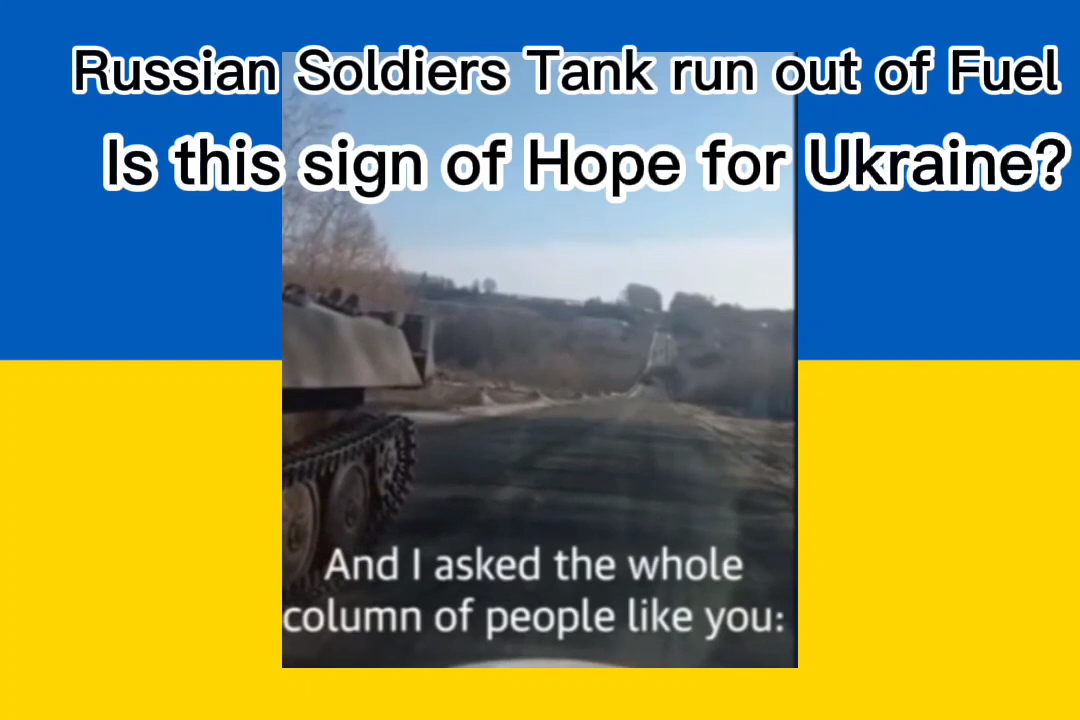 Russian Soldiers Tank run out of Fuel
Is this sign of Hope for Ukraine?
And I asked the whole
column of people like you: